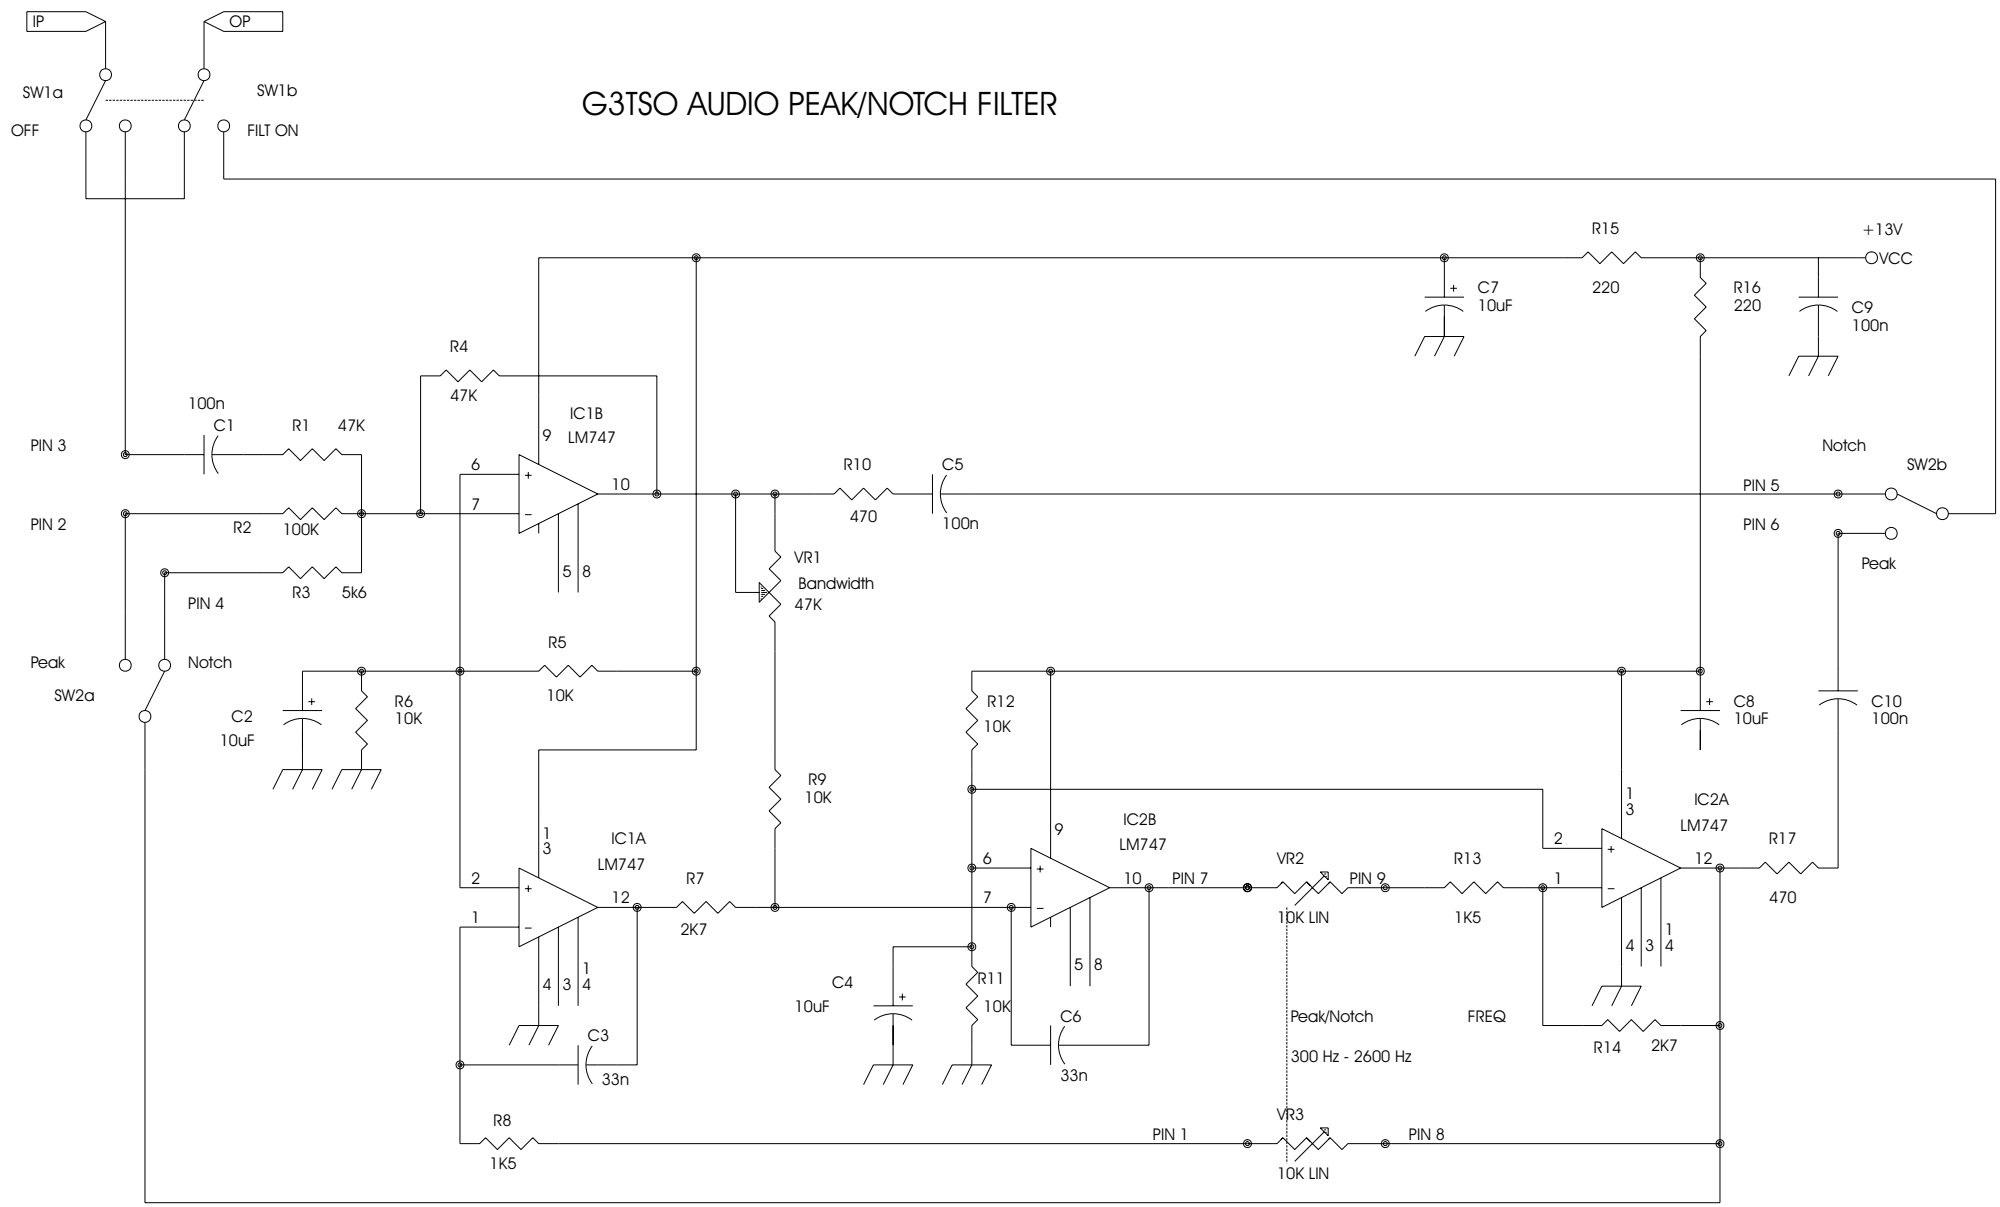 IP
OP
SW1a
SW1b
OFF
FILT ON
G3TSO AUDIO PEAK/NOTCH FILTER
R15
220
+13V
VCC
+
C7
10uF
R16
220
C9
100n
R4
47K
100n
C1
R1
47K
PIN 3
IC1B
LM747
9
6
+
7
−
10
5
8
PIN 2
R2
100K
R3
5k6
PIN 4
R10
470
C5
100n
PIN 5
PIN 6
Notch
SW2b
Peak
VR1
Bandwidth
47K
Peak
Notch
SW2a
R5
10K
+
C2
10uF
R6
10K
R12
10K
+
C8
10uF
C10
100n
R9
10K
1
3
IC1A
LM747
2
+
1
−
12
4
3
1
4
R7
2K7
IC2B
LM747
9
6
+
7
−
10
5
8
PIN 7
VR2
10K LIN
PIN 9
R13
1K5
1
3
IC2A
LM747
2
+
1
−
12
4
3
1
4
R17
470
C4
10uF
+
R11
10K
C6
33n
Peak/Notch
FREQ
300 Hz - 2600 Hz
R14
2K7
C3
33n
R8
1K5
PIN 1
VR3
10K LIN
PIN 8